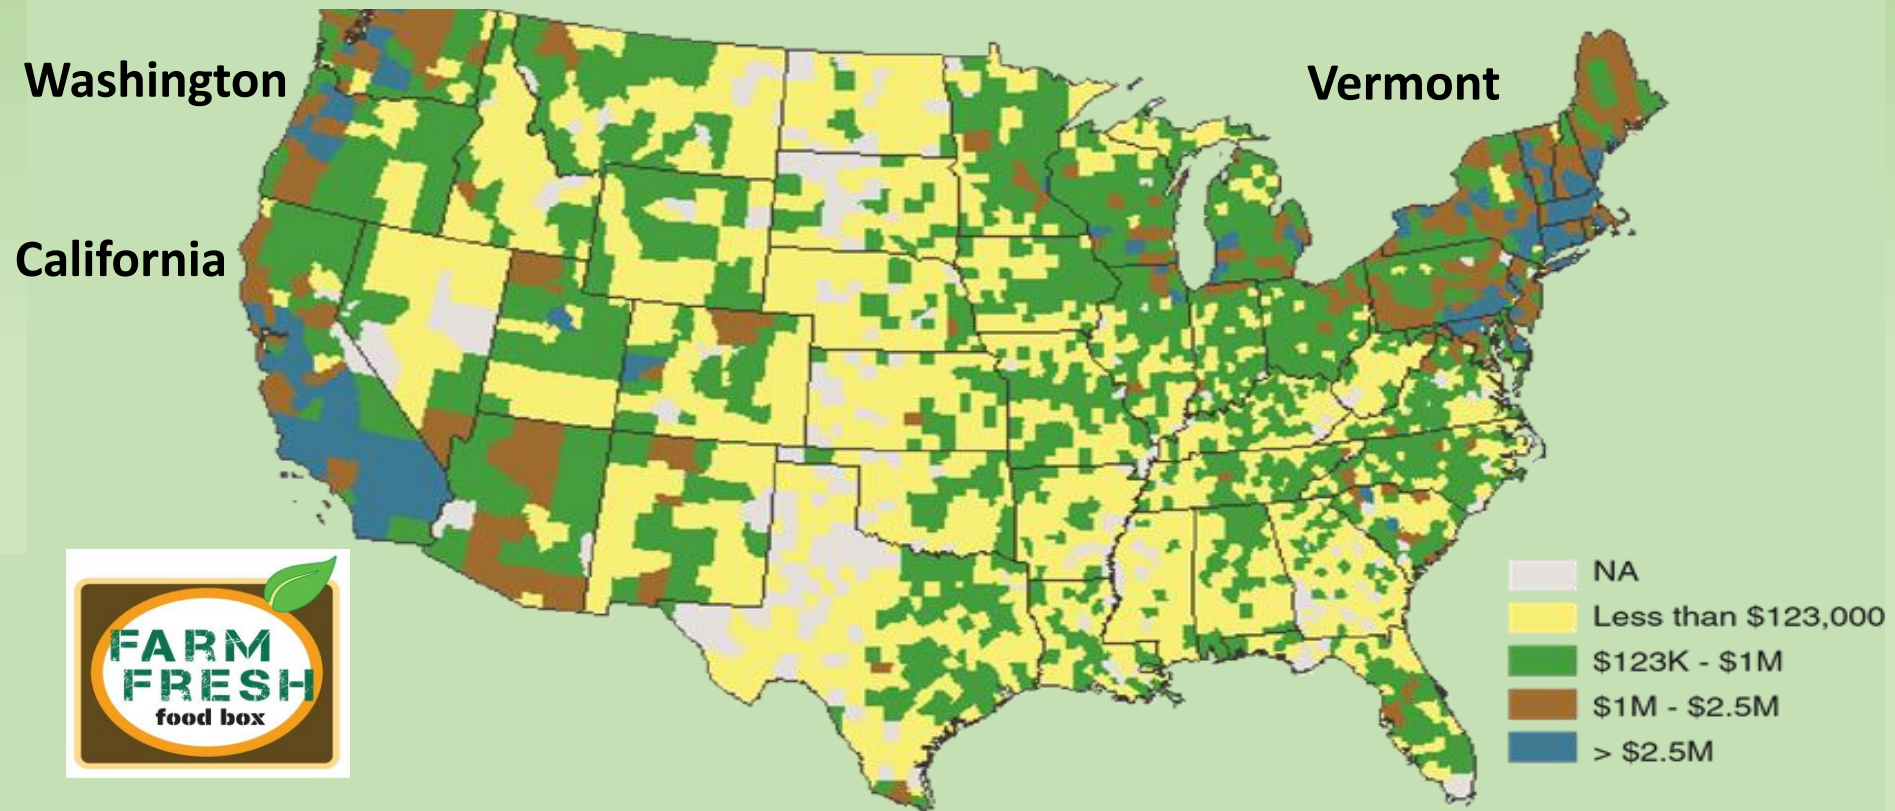 Washington
Vermont
California
NA
Less than $123,000
$123K - $1M
$1M - $2.5M
> $2.5M
FARM
FRESH
food box